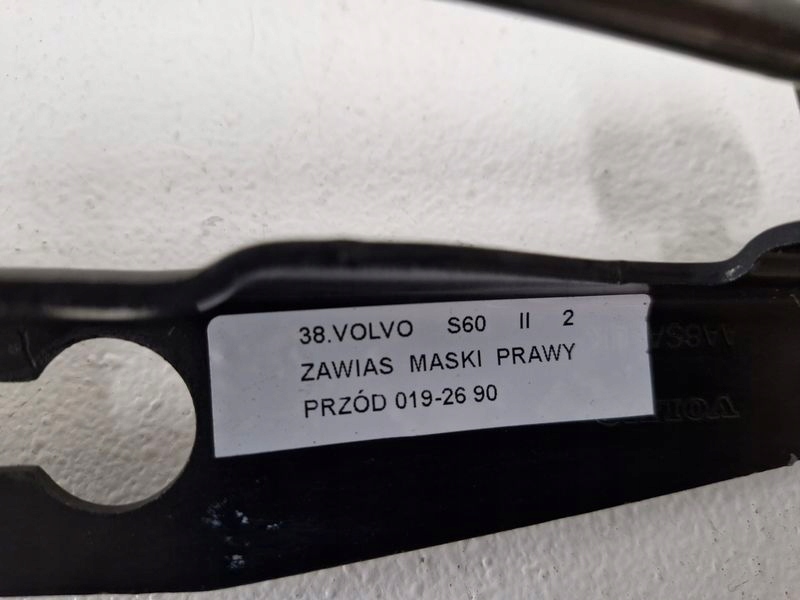 38.VOLVO S60 II 2
ZAWIAS MASKI PRAWY
PRZÓD 019-26 90